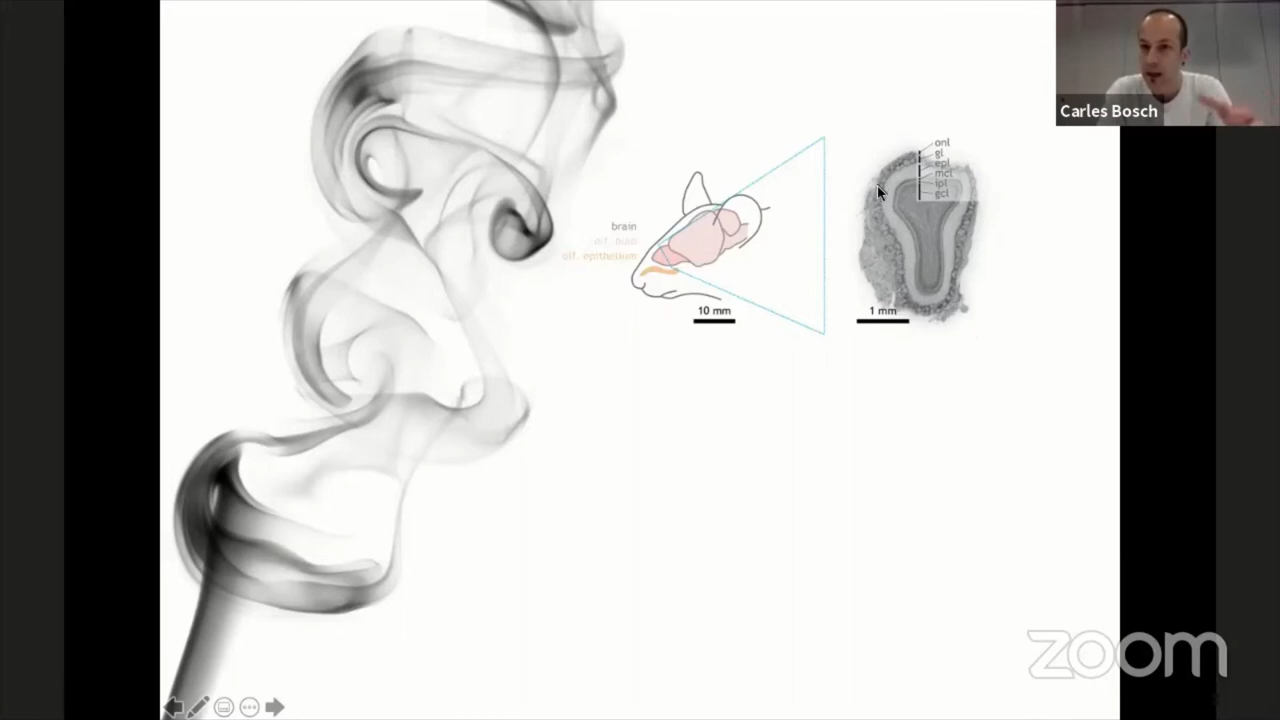 Carles Bosch
onl
gl
epl
mcl
ipl
gcl
brain
olf. bulb
olf. epithelium
10 mm
1 mm
zoom